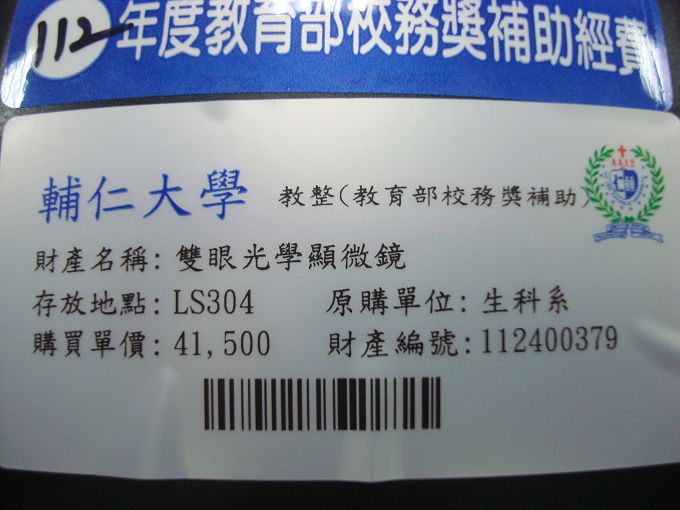 112年度教育部校務獎補助經費
輔仁大學 教整(教育部校務獎補助)
財產名稱: 雙眼光學顯微鏡
存放地點: LS304 原購單位: 生科系
購買單價: 41,500 財產編號:112400379